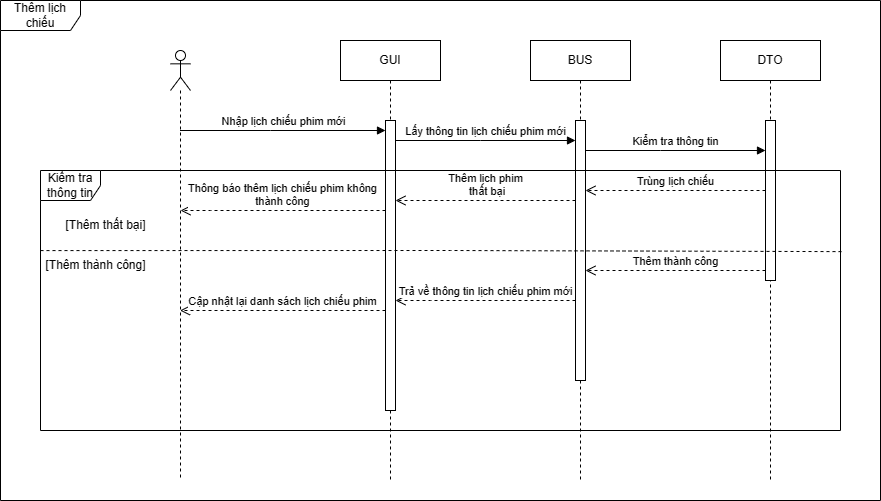 Thêm lịch
chiếu
GUI
BUS
DTO
Nhập lịch chiếu phim mới
Lấy thông tin lịch chiếu phim mới
Kiểm tra thông tin
Kiểm tra
thông tin
Trùng lịch chiếu
Thêm lịch phim
thất bại
Thông báo thêm lịch chiếu phim không
thành công
[Thêm thất bại]
[Thêm thành công]
Thêm thành công
Trả về thông tin lịch chiếu phim mới
Cập nhật lại danh sách lịch chiếu phim